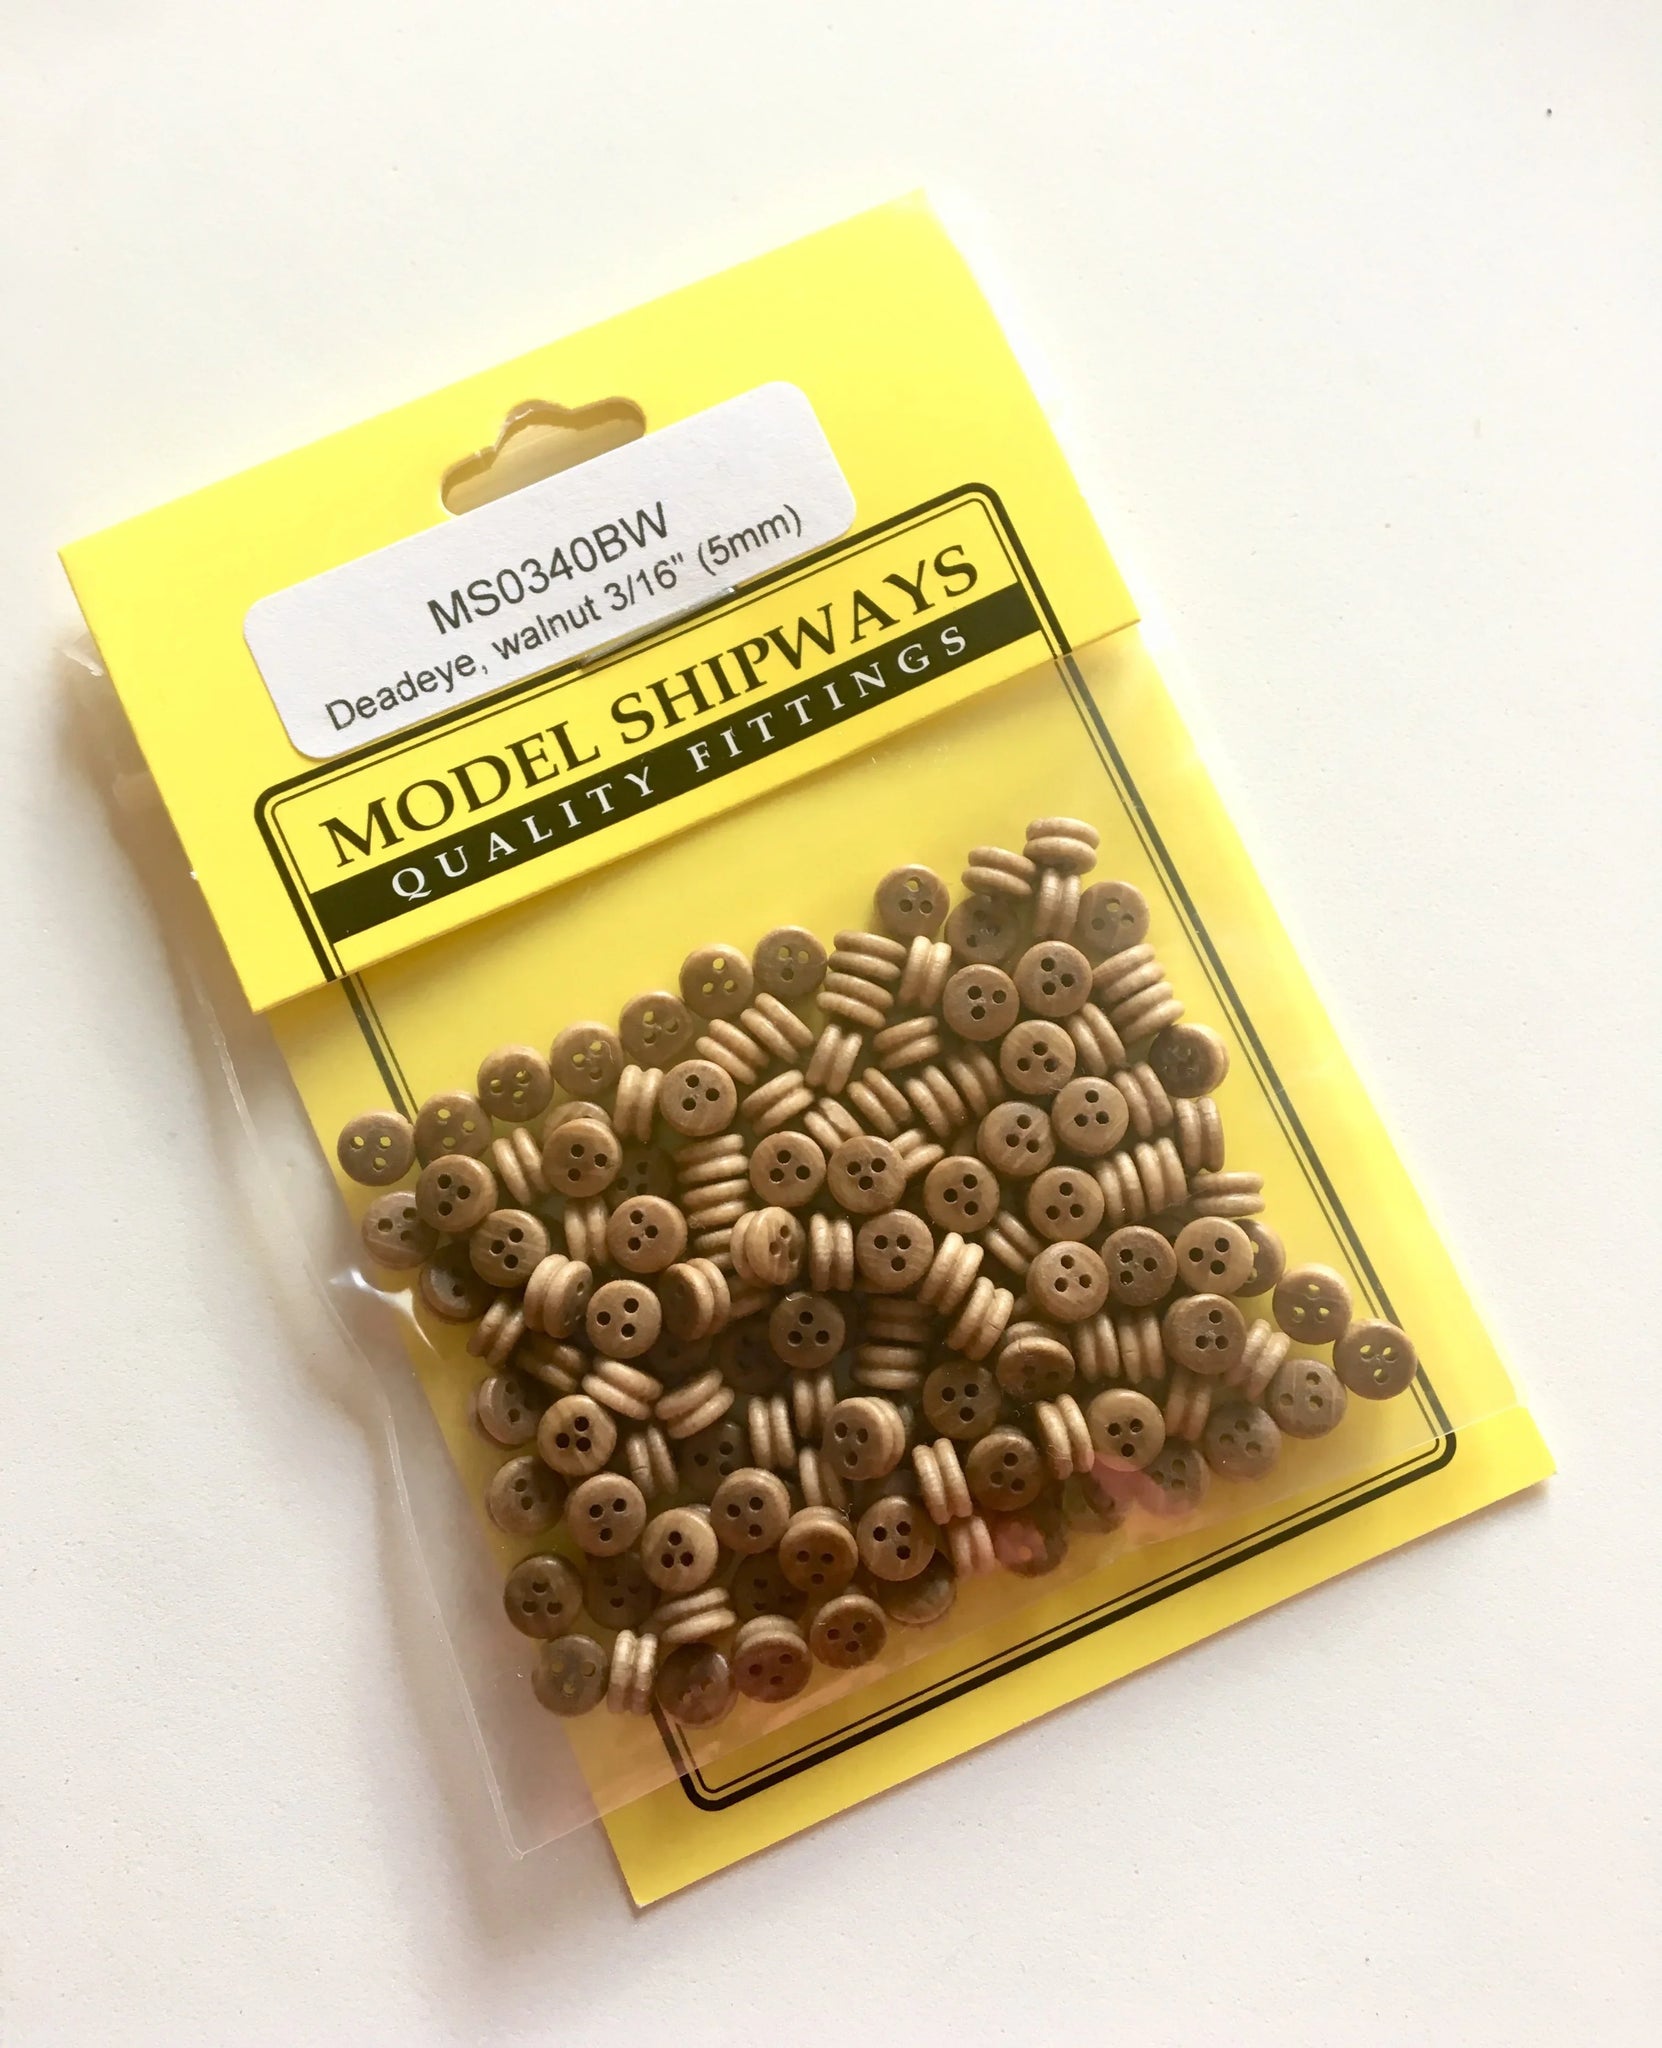 MS0340BW
Deadeye, walnut 3/16" (5mm)
MODEL SHIPWAYS
QUALITY FITTINGS